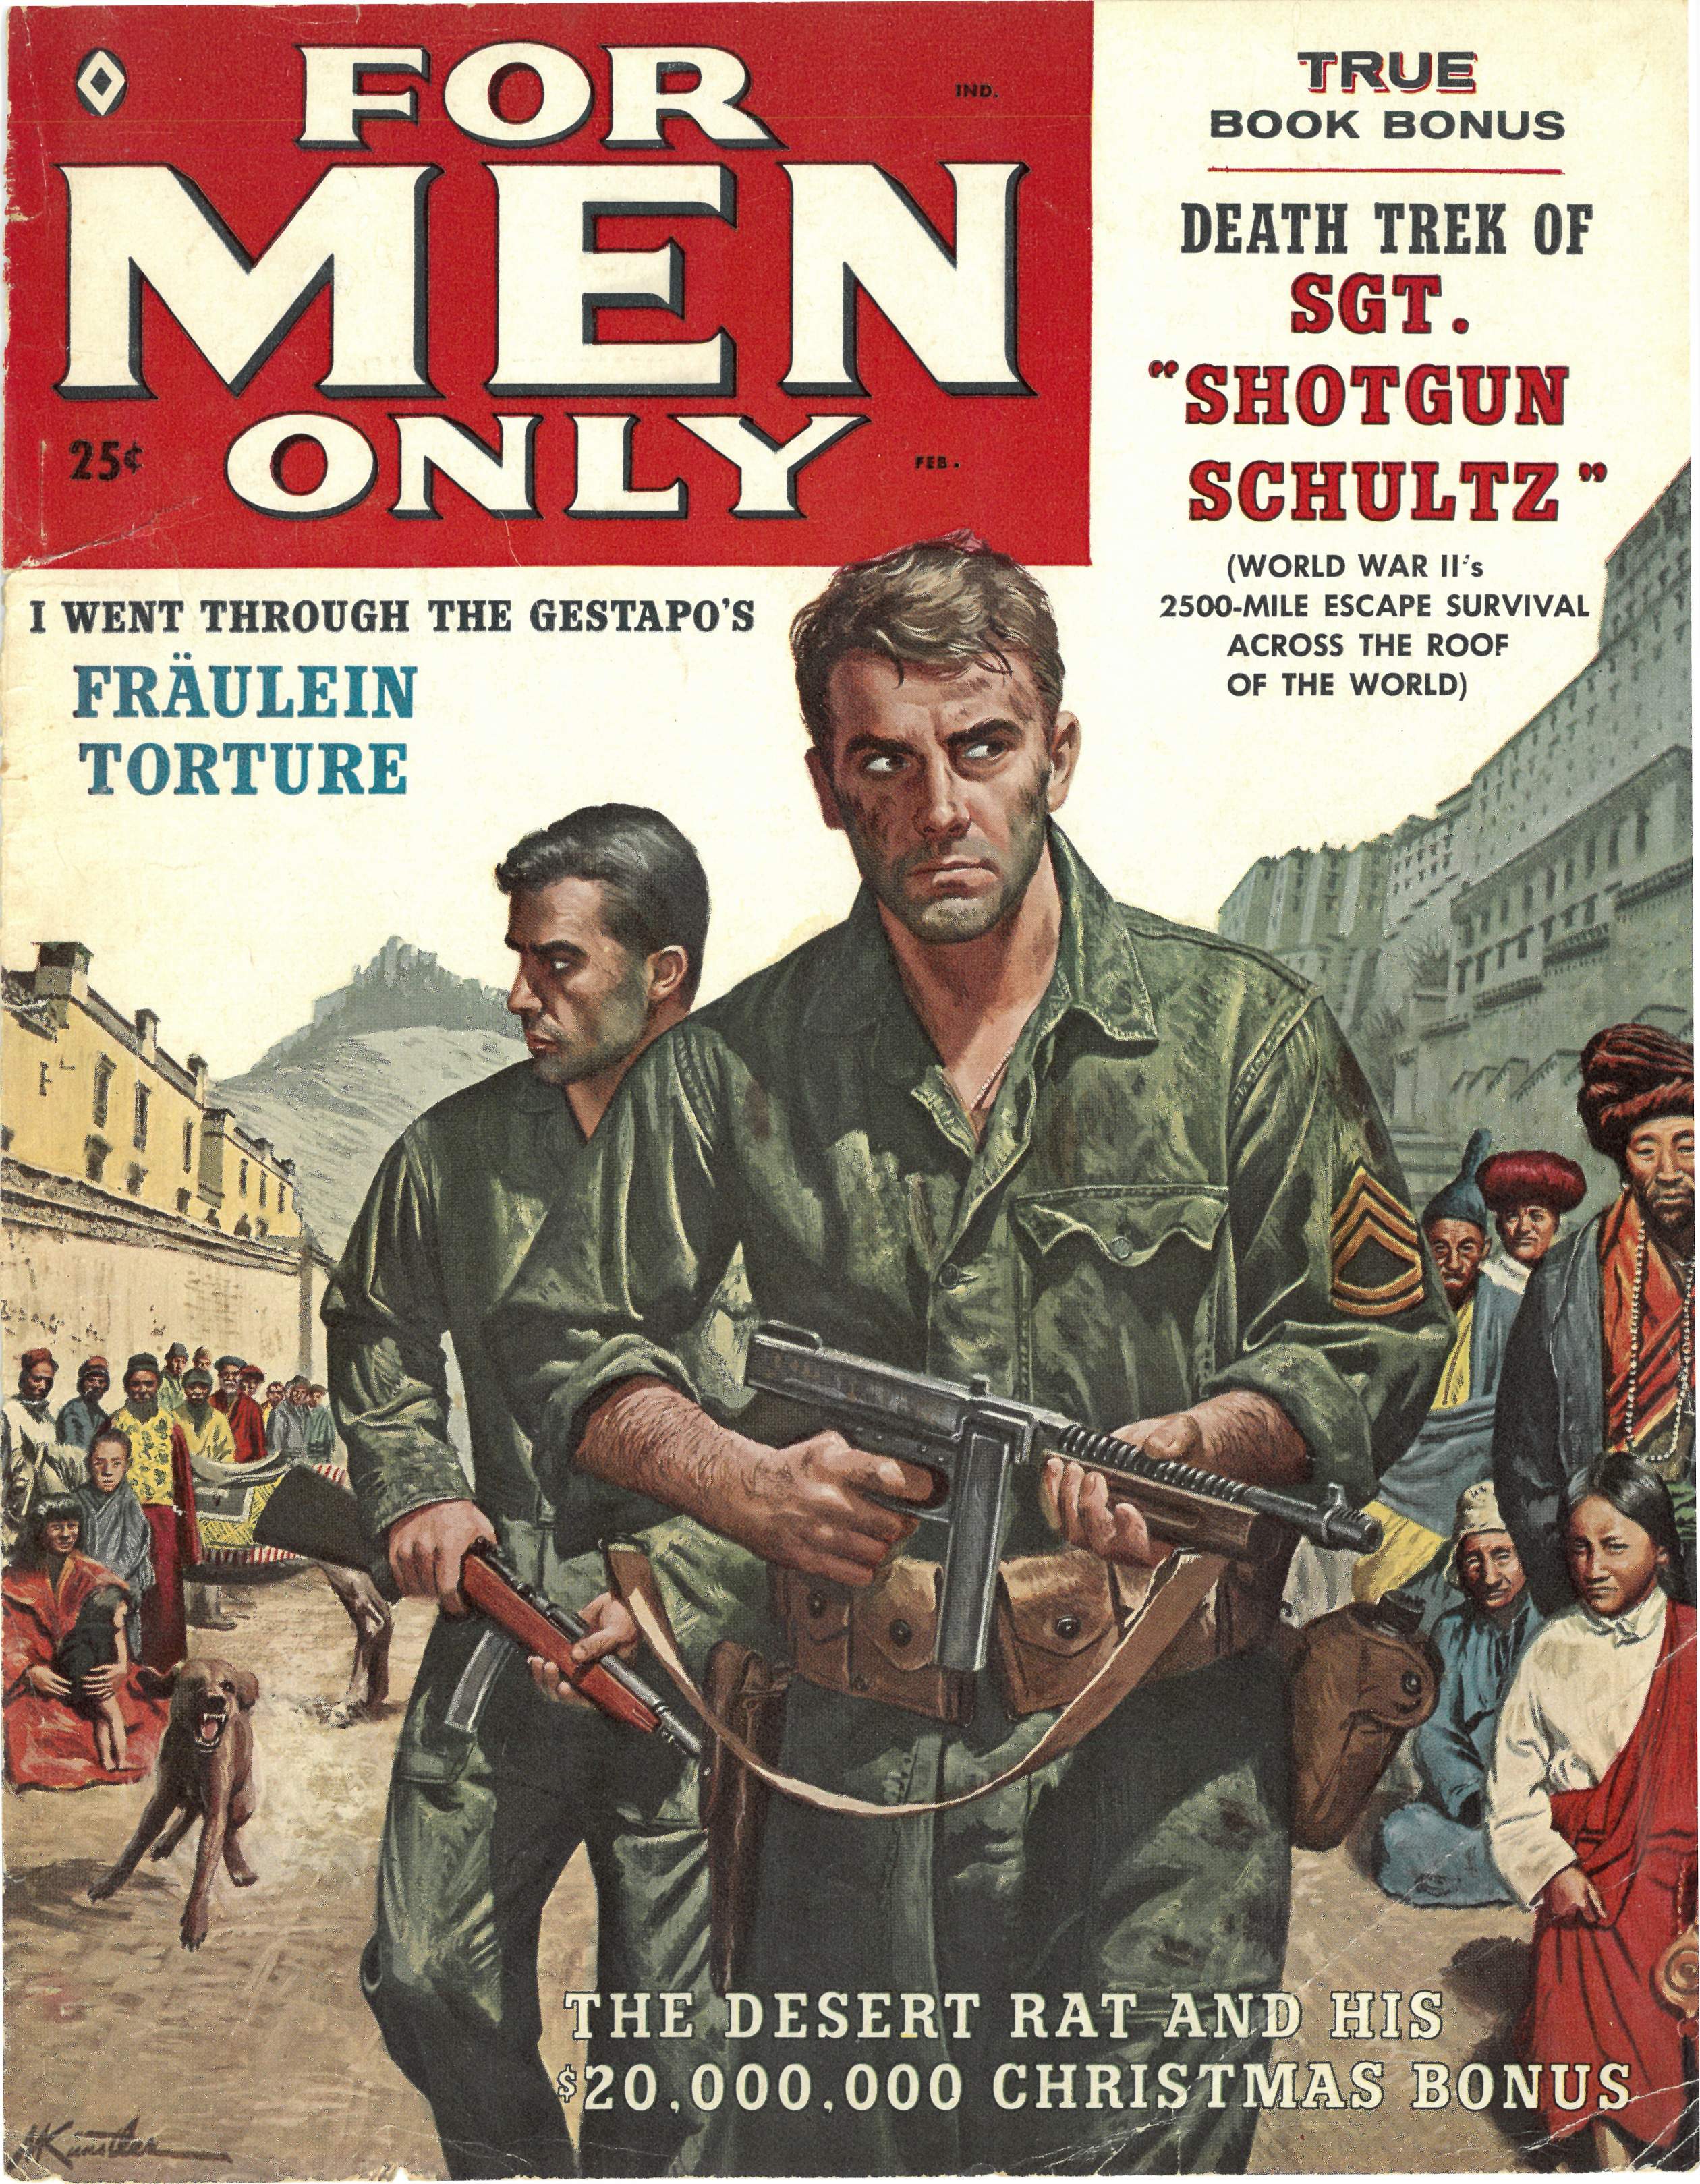 FOR
IND.
MEN
25¢
ONLY
FEB.
TRUE
BOOK BONUS
DEATH TREK OF
SGT.
"SHOTGUN
SCHULTZ"
(WORLD WAR II's
2500-MILE ESCAPE SURVIVAL
ACROSS THE ROOF
OF THE WORLD)
I WENT THROUGH THE GESTAPO'S
FRÄULEIN
TORTURE
THE DESERT RAT AND HIS
$20,000,000 CHRISTMAS BONUS
MKunstler